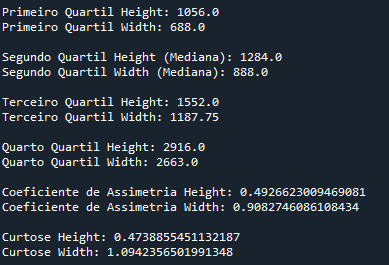 Primeiro Quartil Height: 1056.0
Primeiro Quartil Width: 688.0
Segundo Quartil Height (Mediana): 1284.0
Segundo Quartil Width (Mediana): 888.0
Terceiro Quartil Height: 1552.0
Terceiro Quartil Width: 1187.75
Quarto Quartil Height: 2916.0
Quarto Quartil Width: 2663.0
Coeficiente de Assimetria Height: 0.4926623009469081
Coeficiente de Assimetria Width: 0.9082746086108434
Curtose Height: 0.4738855451132187
Curtose Width: 1.0942356501991348